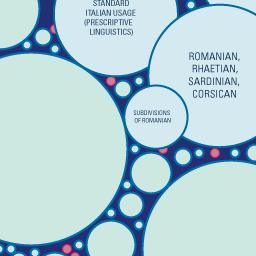 STANDARD
ITALIAN USAGE
(PRESCRIPTIVE
LINGUISTICS)
ROMANIAN,
RHAETIAN,
SARDINIAN,
CORSICAN
SUBDIVISIONS
OF ROMANIAN